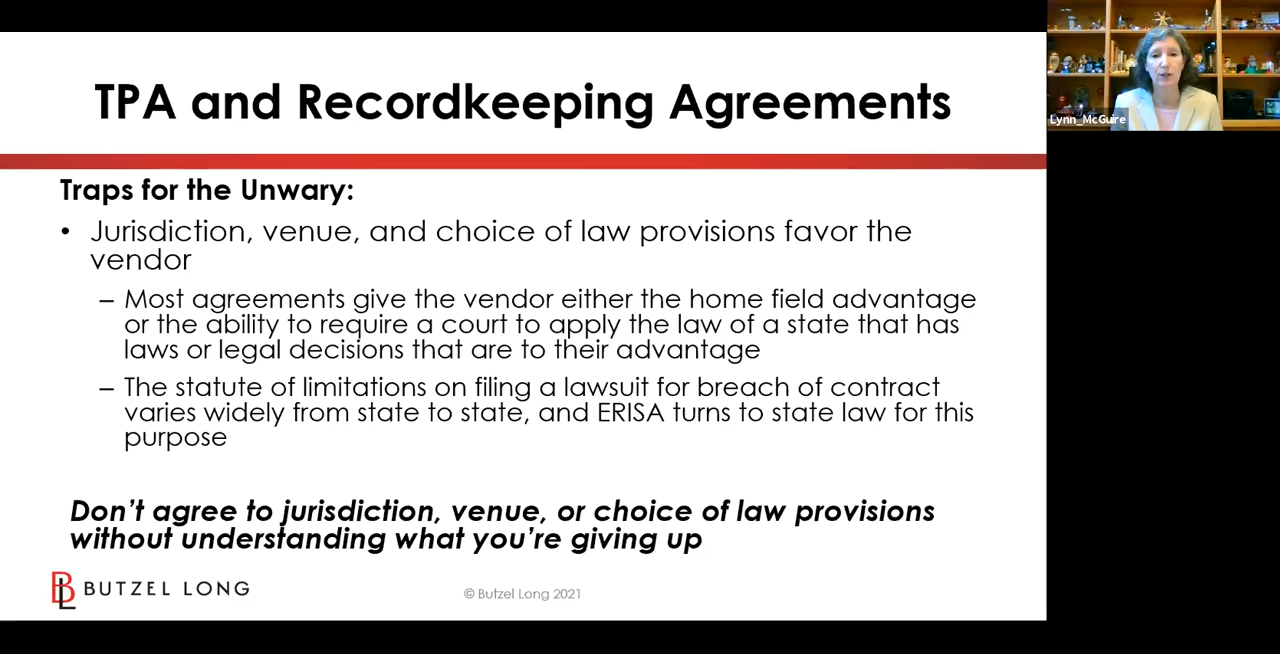 TPA and Recordkeeping Agreements
Lynn_McGuire
Traps for the Unwary:
• Jurisdiction, venue, and choice of law provisions favor the
vendor
– Most agreements give the vendor either the home field advantage
or the ability to require a court to apply the law of a state that has
laws or legal decisions that are to their advantage
– The statute of limitations on filing a lawsuit for breach of contract
varies widely from state to state, and ERISA turns to state law for this
purpose
Don't agree to jurisdiction, venue, or choice of law provisions
without understanding what you're giving up
BL BUTZEL LONG
© Butzel Long 2021